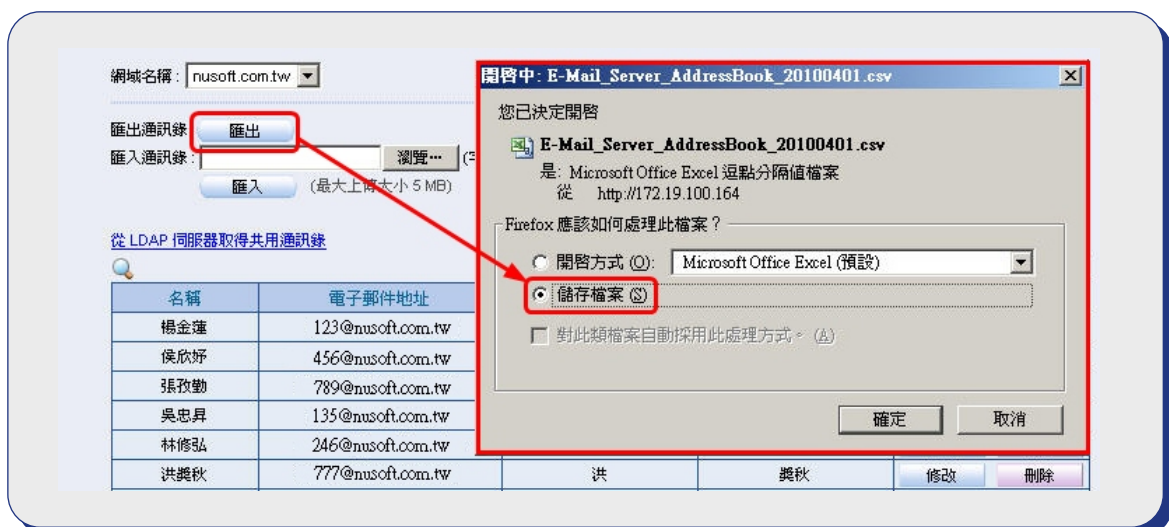 網域名稱 : nusoft.com.tw
匯出通訊錄 匯出
匯入通訊錄 : 瀏覽… (
匯入 (最大上傳大小 5 MB)
從 LDAP 伺服器取得共用通訊錄
名稱 電子郵件地址
楊金蓮 123@nusoft.com.tw
侯欣妤 456@nusoft.com.tw
張孜勤 789@nusoft.com.tw
吳忠昇 135@nusoft.com.tw
林修弘 246@nusoft.com.tw
洪獎秋 777@nusoft.com.tw 洪 獎秋 修改 刪除
開啓中: E-Mail_Server_AddressBook_20100401.csv
您已決定開啓
E-Mail_Server_AddressBook_20100401.csv
是: Microsoft Office Excel 逗點分隔值檔案
從 http://172.19.100.164
Firefox 應該如何處理此檔案？
開啓方式 (O): Microsoft Office Excel (預設)
儲存檔案 (S)
對此類檔案自動採用此處理方式。 (A)
確定 取消